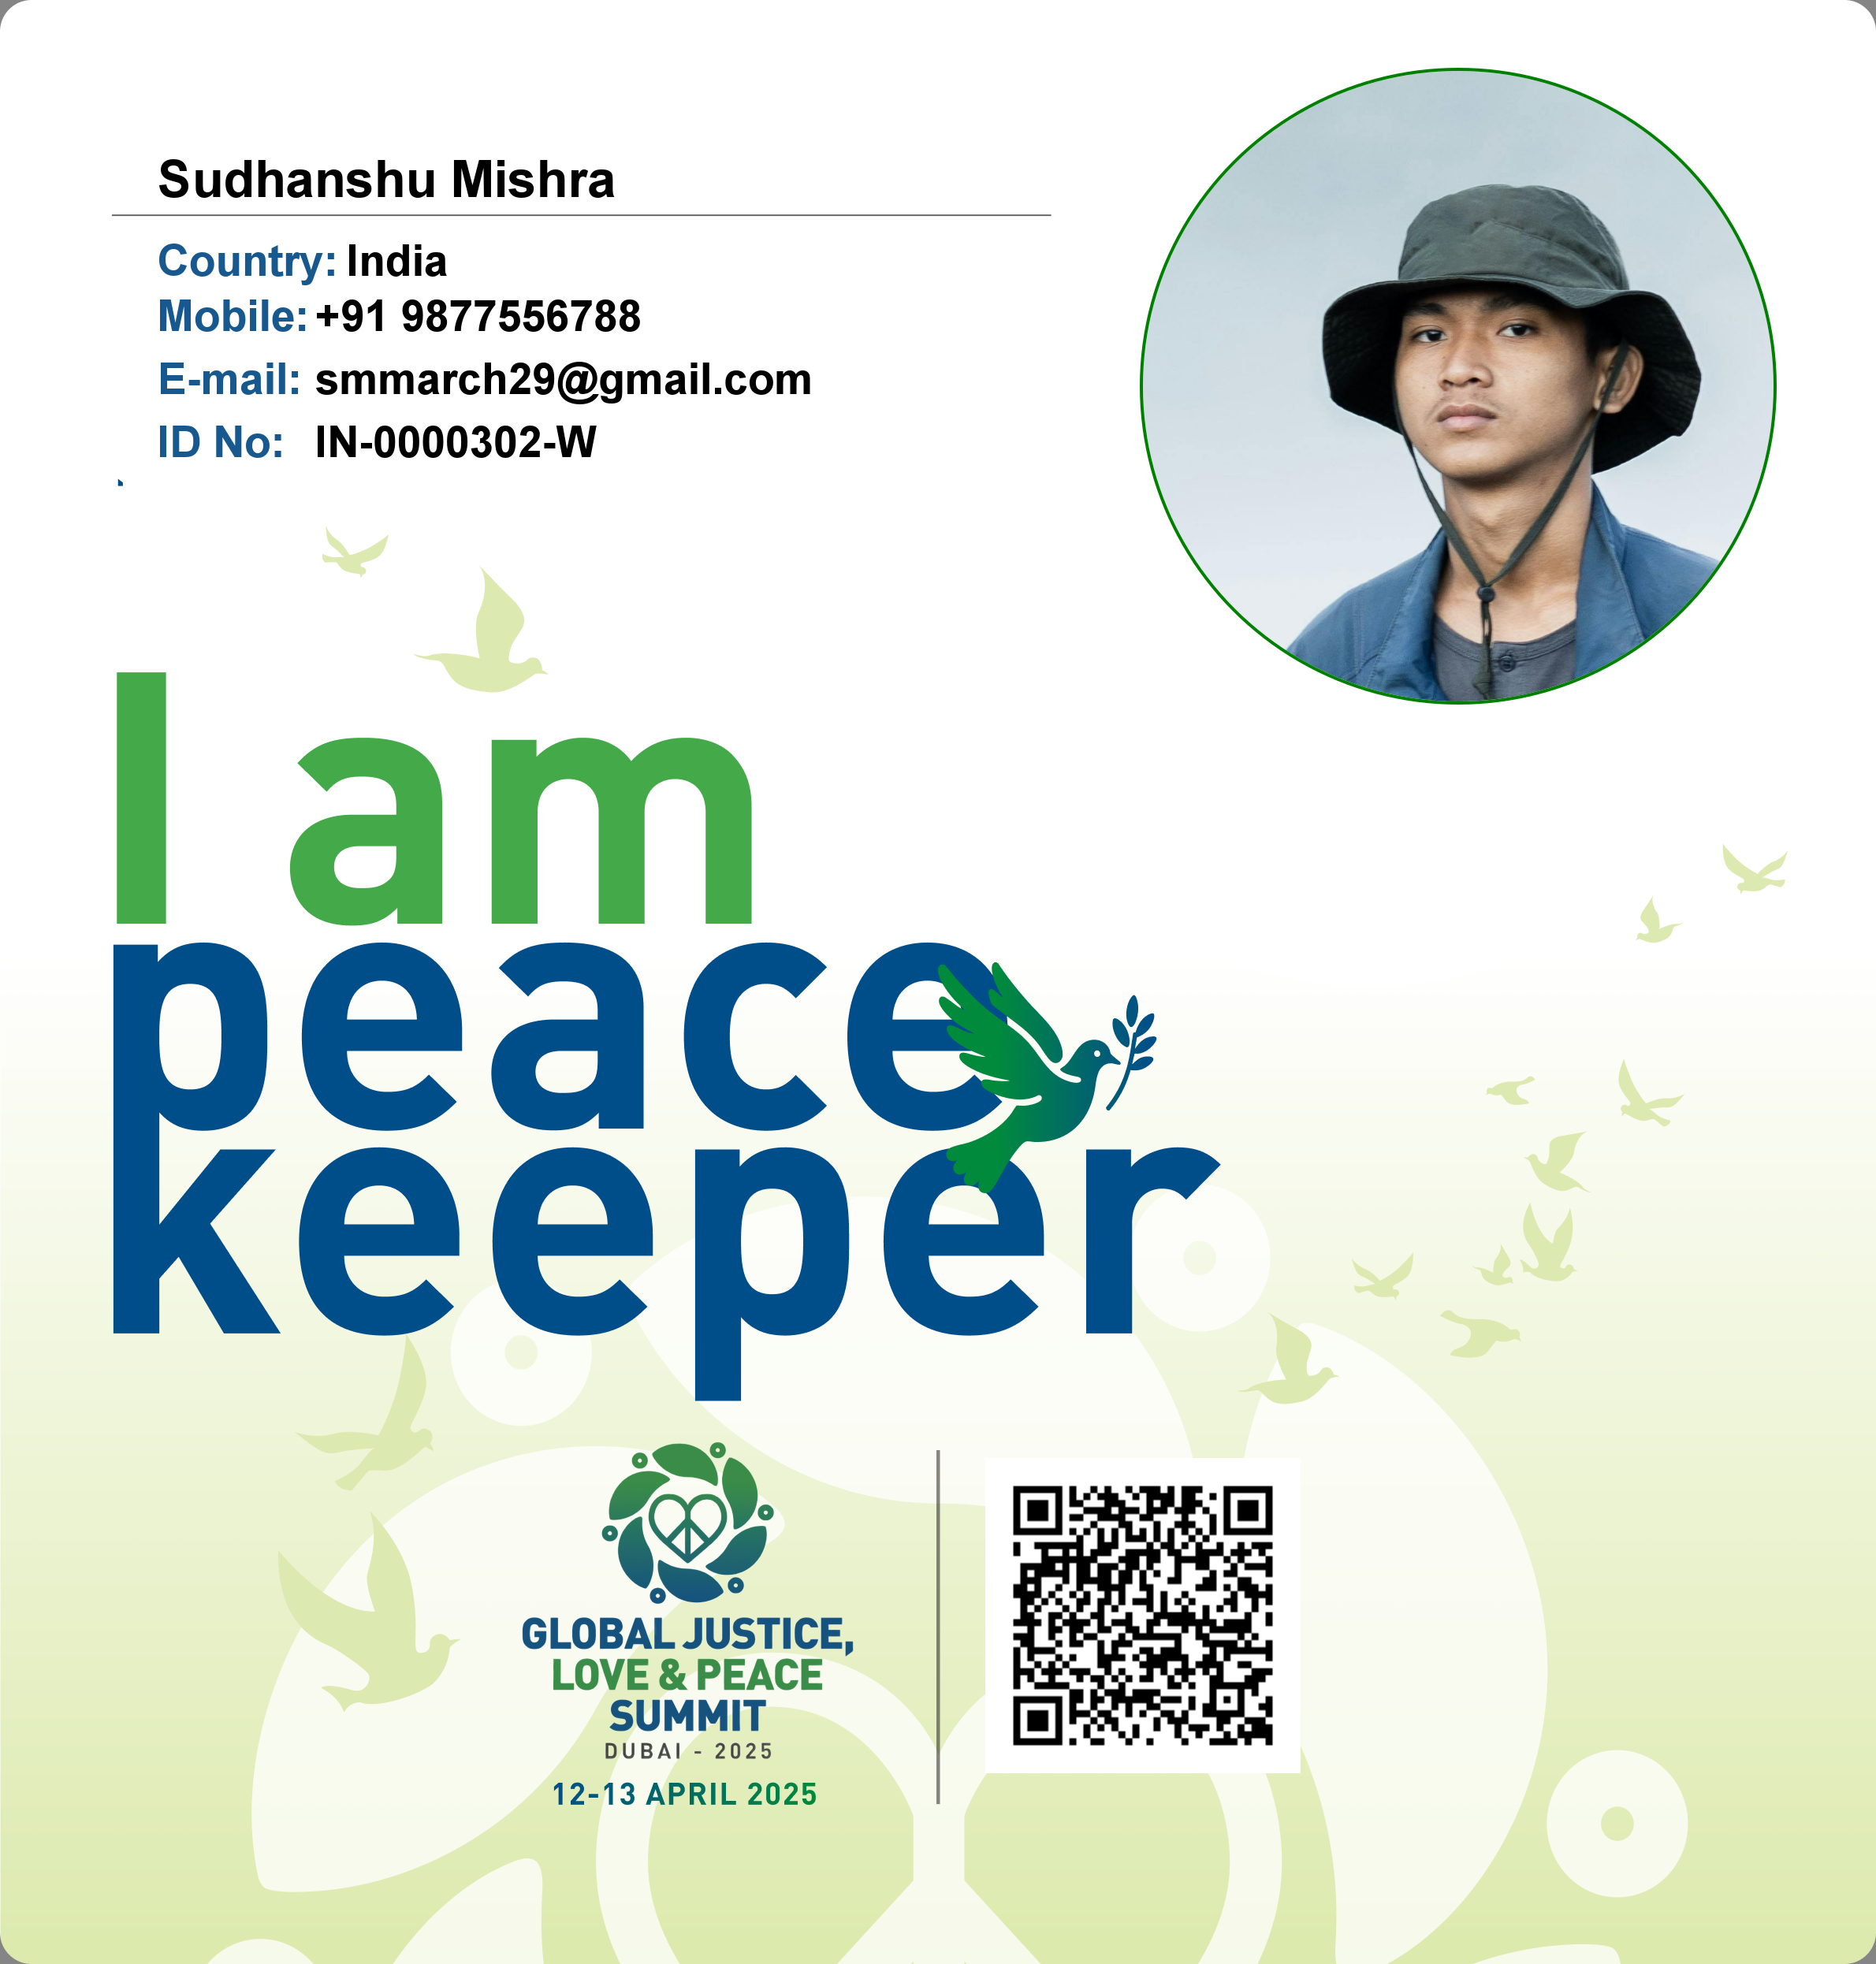 Sudhanshu Mishra
Country: India
Mobile: +91 9877556788
E-mail: smmarch29@gmail.com
ID No: IN-0000302-W
I am
peace
keeper
GLOBAL JUSTICE,
LOVE & PEACE
SUMMIT
DUBAI - 2025
12-13 APRIL 2025